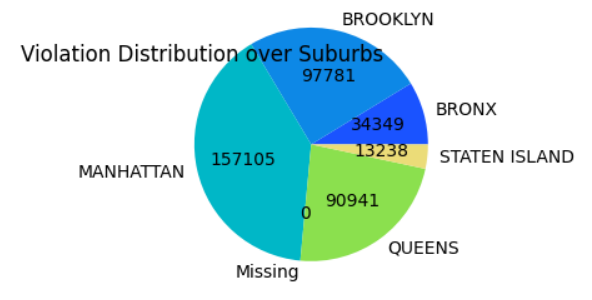 BROOKLYN
Violation Distribution over Suburbs
97781
BRONX
34349
13238
STATEN ISLAND
157105
MANHATTAN
90941
0
QUEENS
Missing